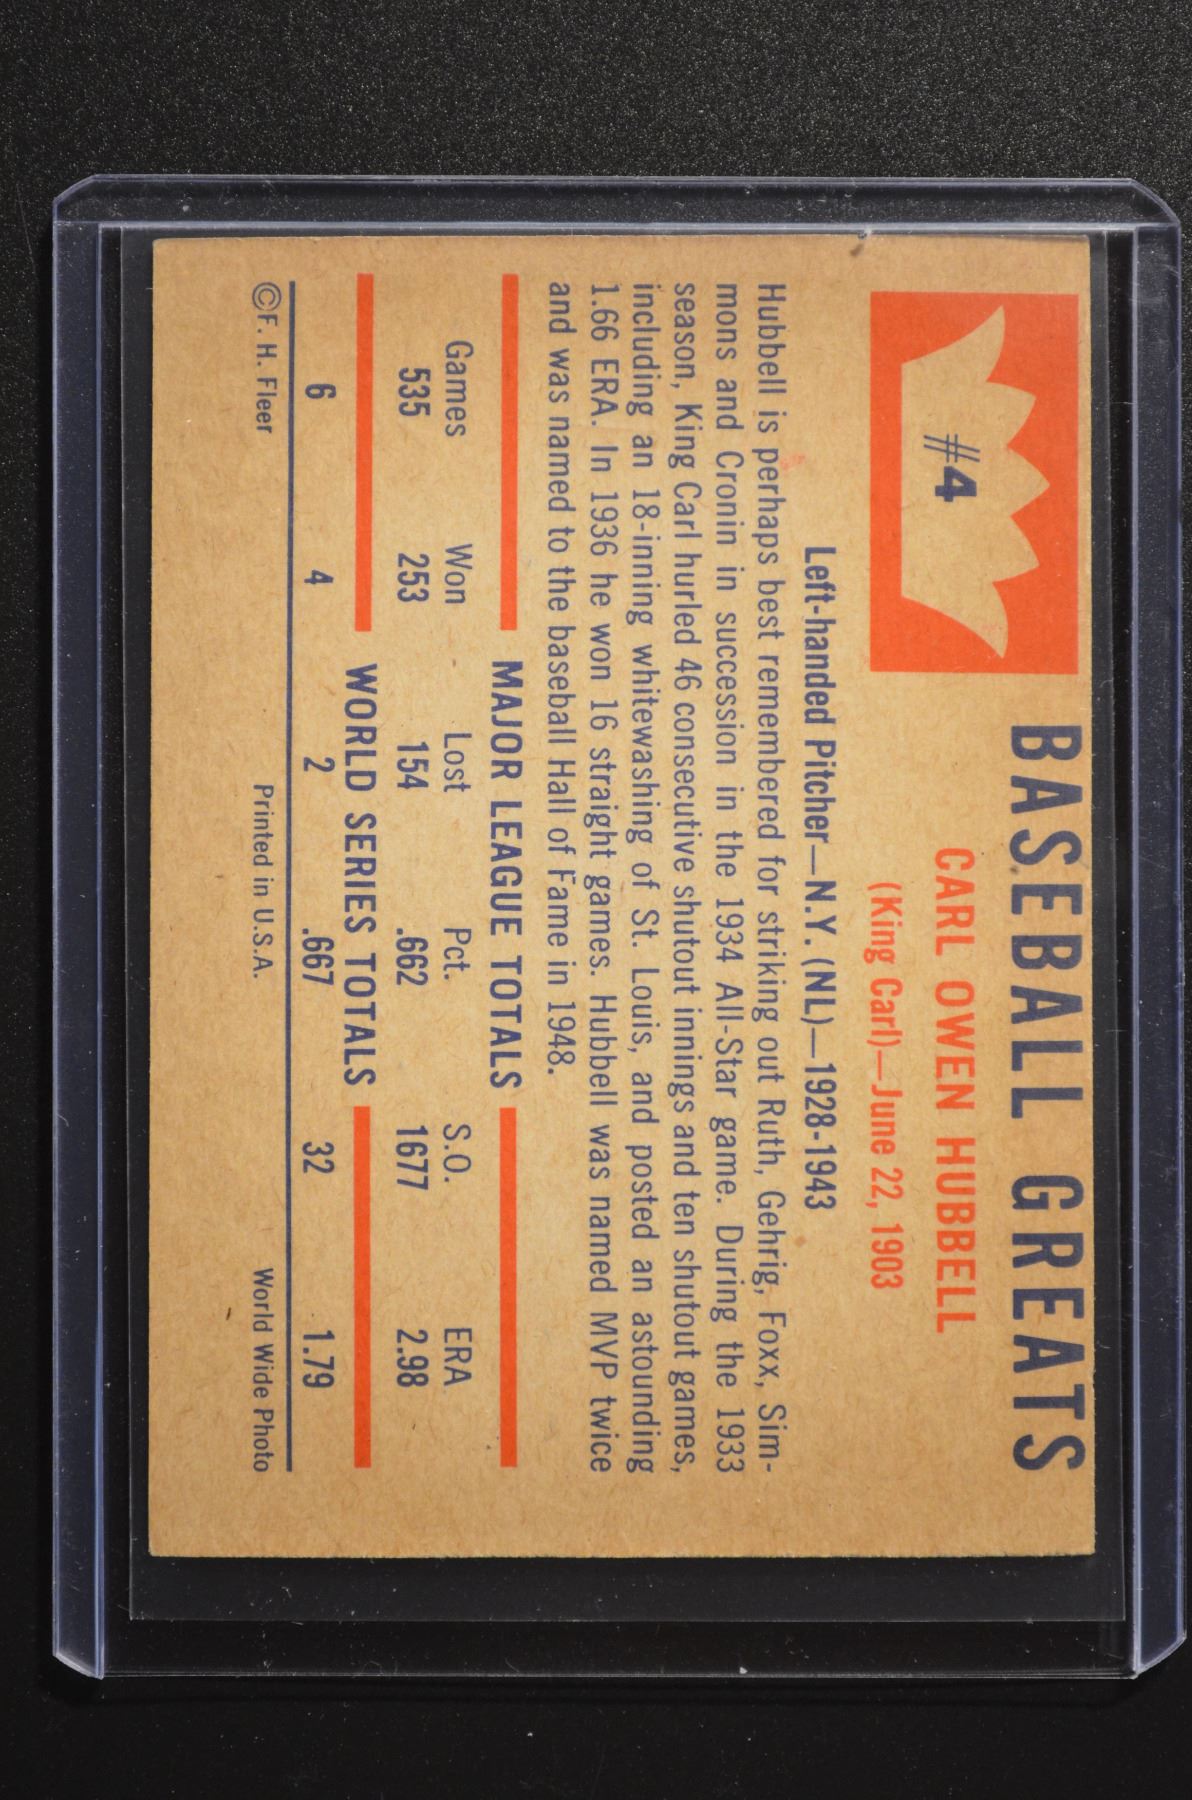 #4
BASEBALL GREATS
CARL OWEN HUBBELL
(King Carl)—June 22, 1903
Left-handed Pitcher—N.Y. (NL)—1928-1943
Hubbell is perhaps best remembered for striking out Ruth, Gehrig, Foxx, Sim-
mons and Cronin in succession in the 1934 All-Star game. During the 1933
season, King Carl hurled 46 consecutive shutout innings and ten shutout games,
including an 18-inning whitewashing of St. Louis, and posted an astounding
1.66 ERA. In 1936 he won 16 straight games. Hubbell was named MVP twice
and was named to the baseball Hall of Fame in 1948.
MAJOR LEAGUE TOTALS
Games Won Lost Pct. S.O. ERA
535 253 154 .662 1677 2.98
WORLD SERIES TOTALS
6 4 2 .667 32 1.79
©F. H. Fleer Printed in U.S.A. World Wide Photo